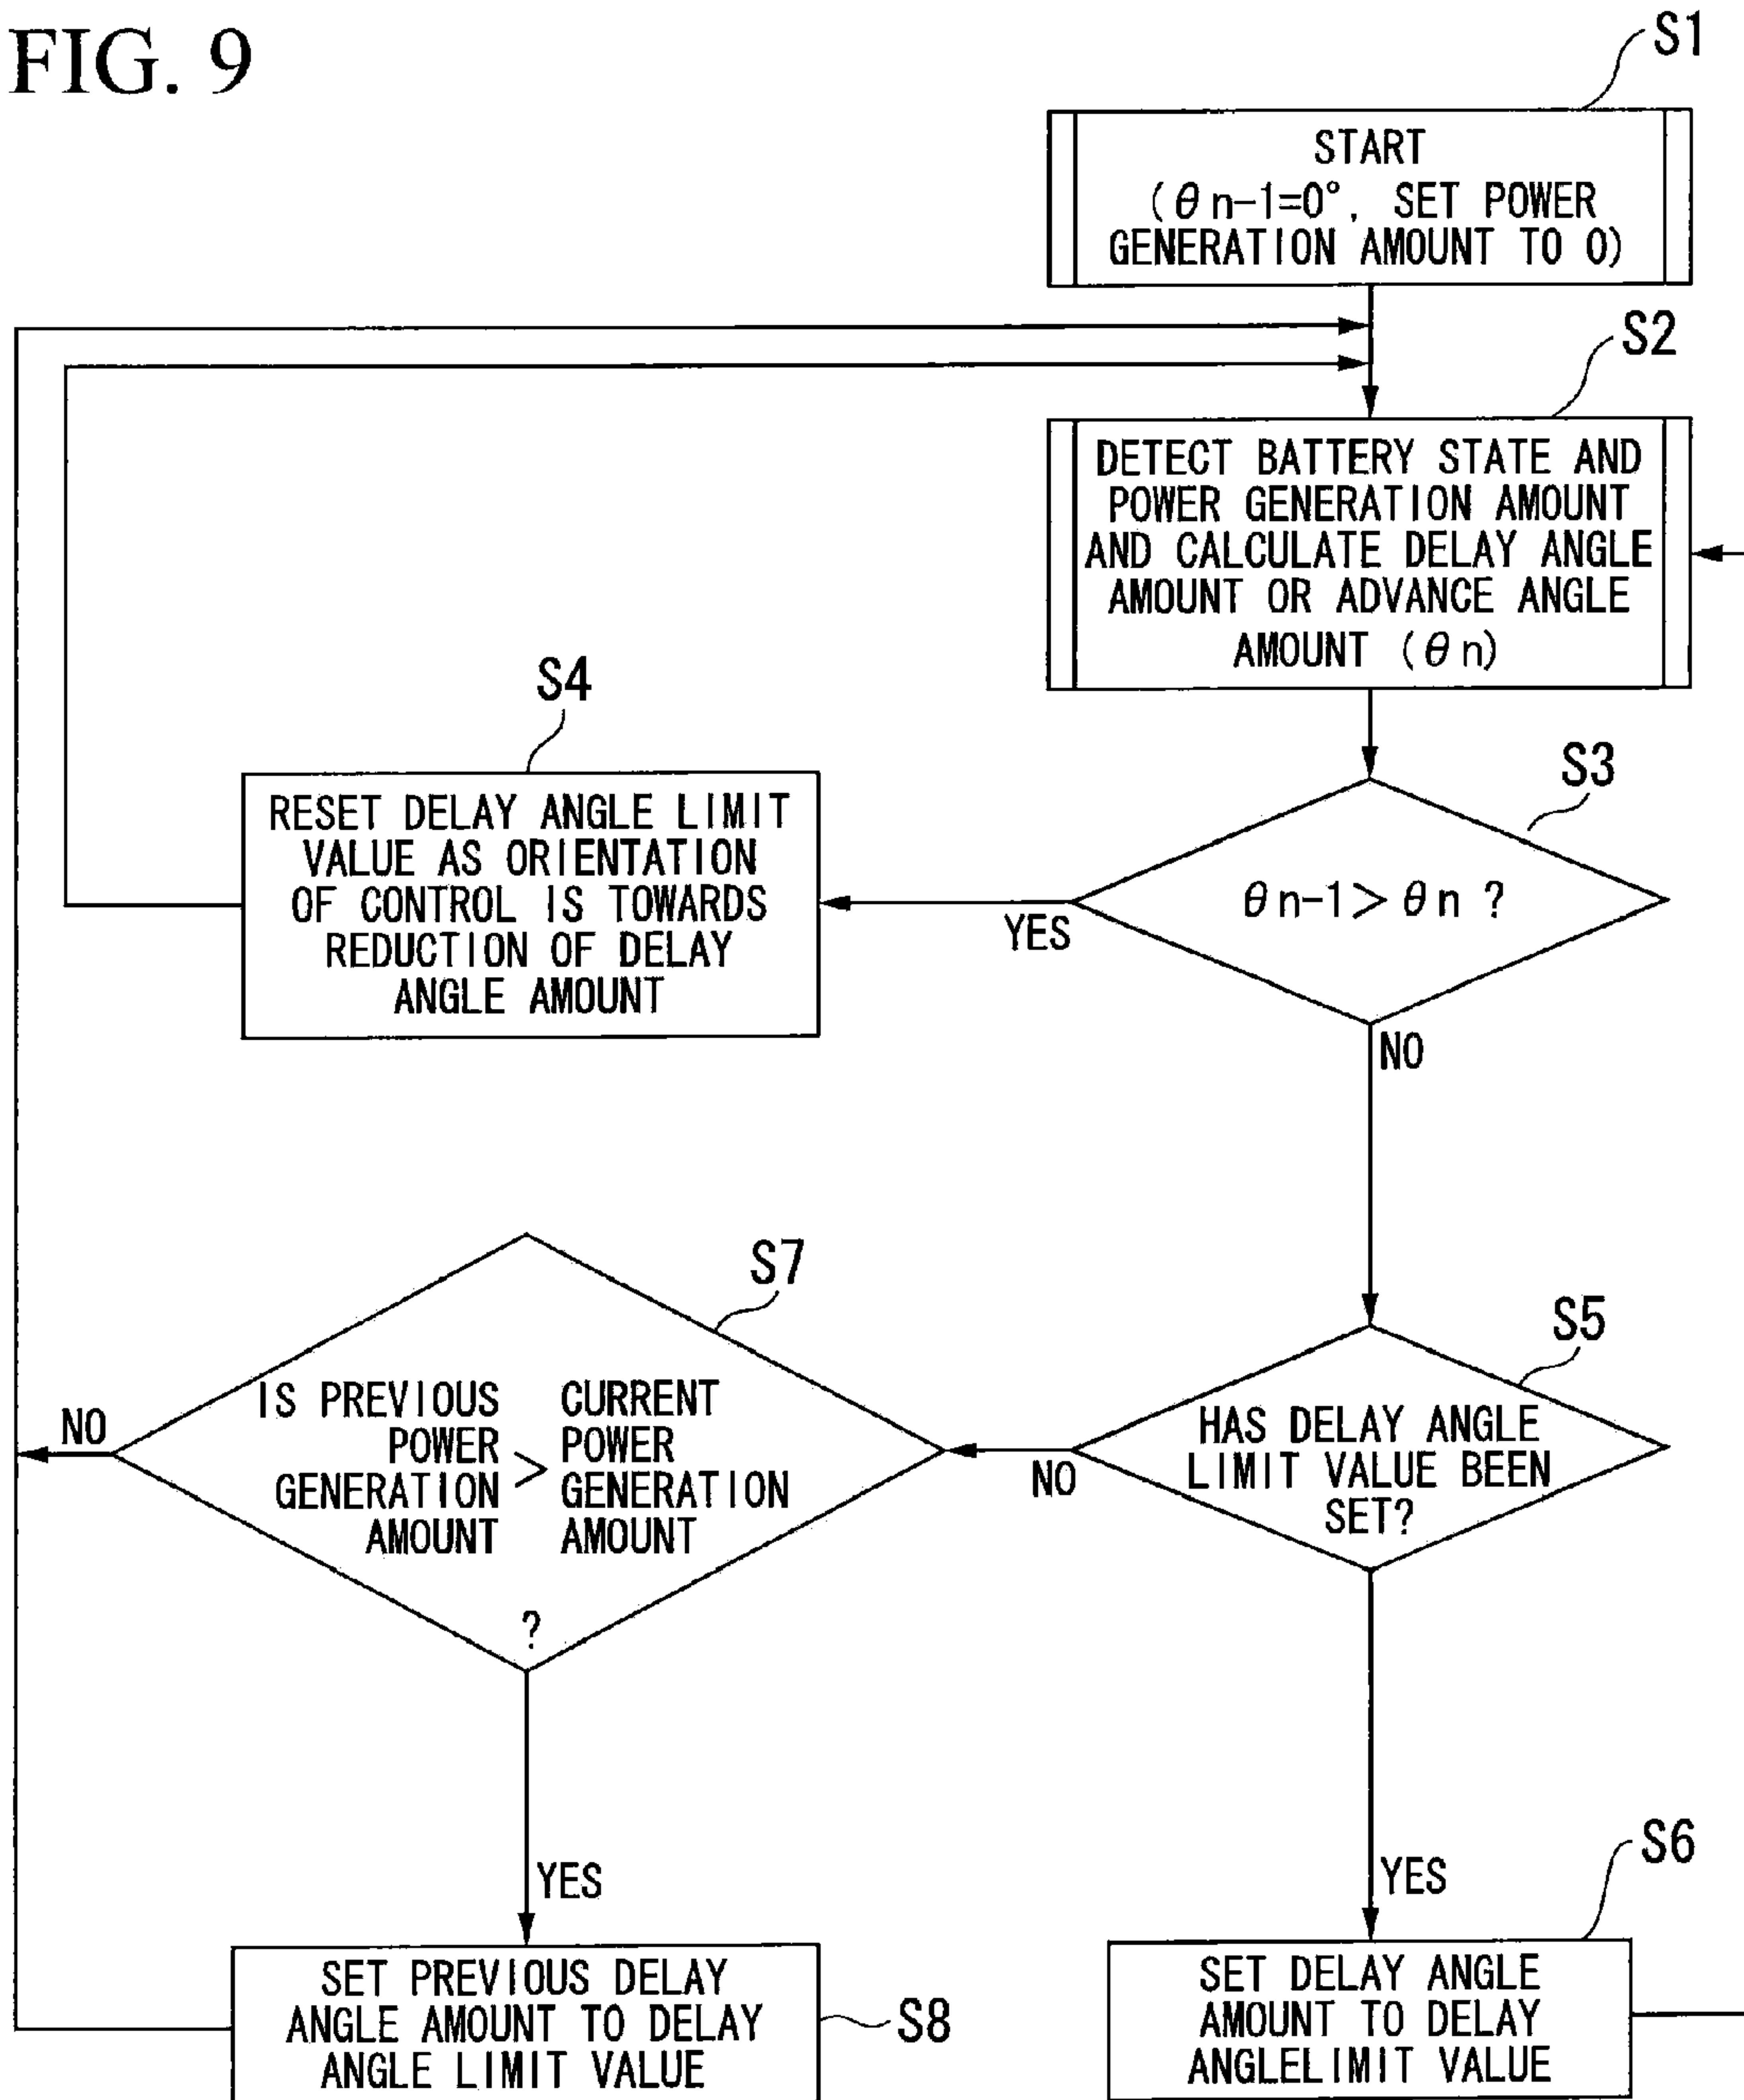 FIG. 9
S1
START
(θn-1=0°, SET POWER
GENERATION AMOUNT TO 0)
S2
DETECT BATTERY STATE AND
POWER GENERATION AMOUNT
AND CALCULATE DELAY ANGLE
AMOUNT OR ADVANCE ANGLE
AMOUNT (θn)
S3
θn-1>θn ?
YES
NO
S4
RESET DELAY ANGLE LIMIT
VALUE AS ORIENTATION
OF CONTROL IS TOWARDS
REDUCTION OF DELAY
ANGLE AMOUNT
S5
HAS DELAY ANGLE
LIMIT VALUE BEEN
SET?
NO
YES
S7
IS PREVIOUS
POWER
GENERATION
AMOUNT
>
CURRENT
POWER
GENERATION
AMOUNT
?
NO
YES
S6
SET DELAY ANGLE
AMOUNT TO DELAY
ANGLELIMIT VALUE
S8
SET PREVIOUS DELAY
ANGLE AMOUNT TO DELAY
ANGLE LIMIT VALUE